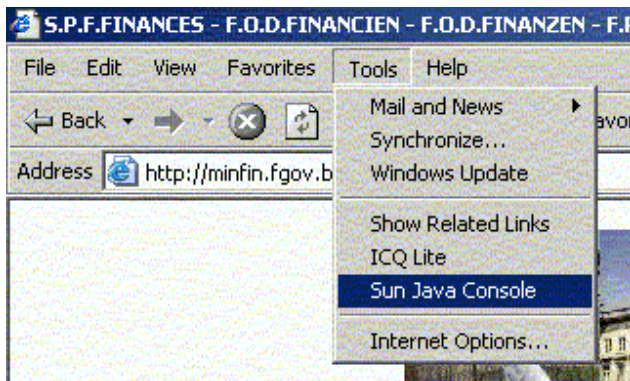 S.P.F.FINANCES - F.O.D.FINANCIEN - F.O.D.FINANZEN - F.
File Edit View Favorites Tools Help
Back
Address http://minfin.fgov.b
Mail and News
Synchronize...
Windows Update
Show Related Links
ICQ Lite
Sun Java Console
Internet Options...